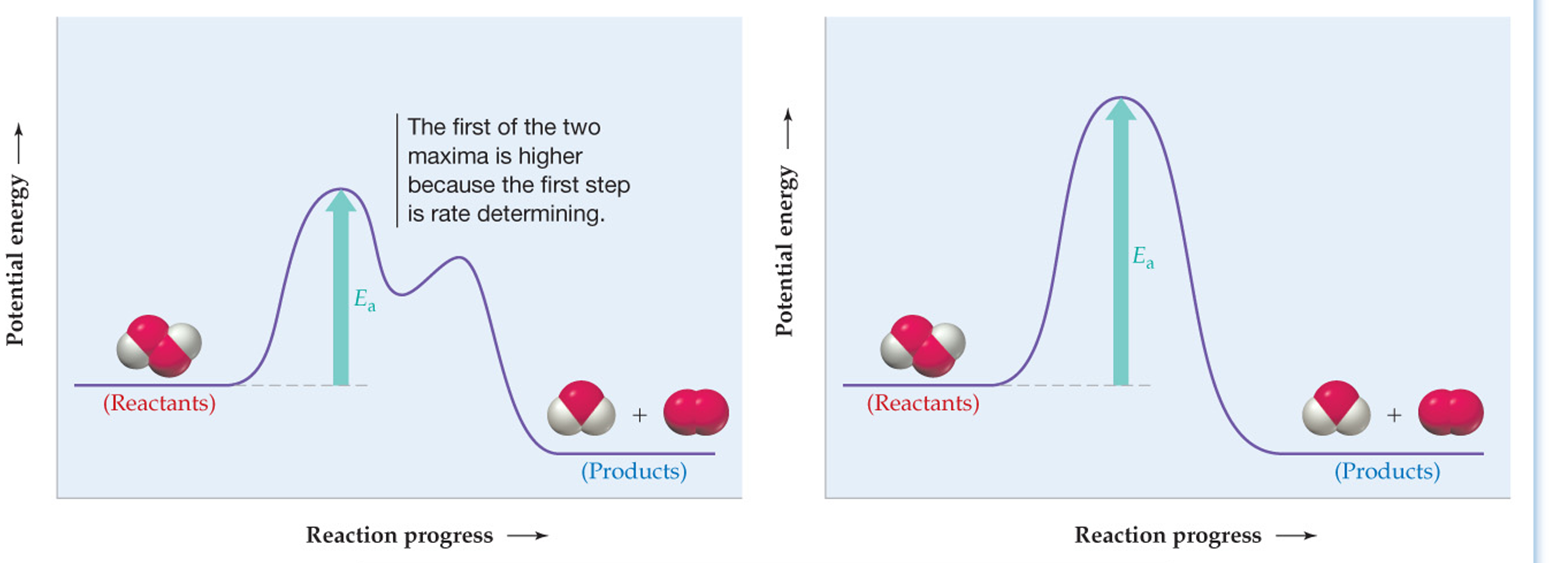 Potential energy →
The first of the two
maxima is higher
because the first step
is rate determining.
Ea
(Reactants)
+
(Products)
Reaction progress →
Potential energy →
Ea
(Reactants)
+
(Products)
Reaction progress →